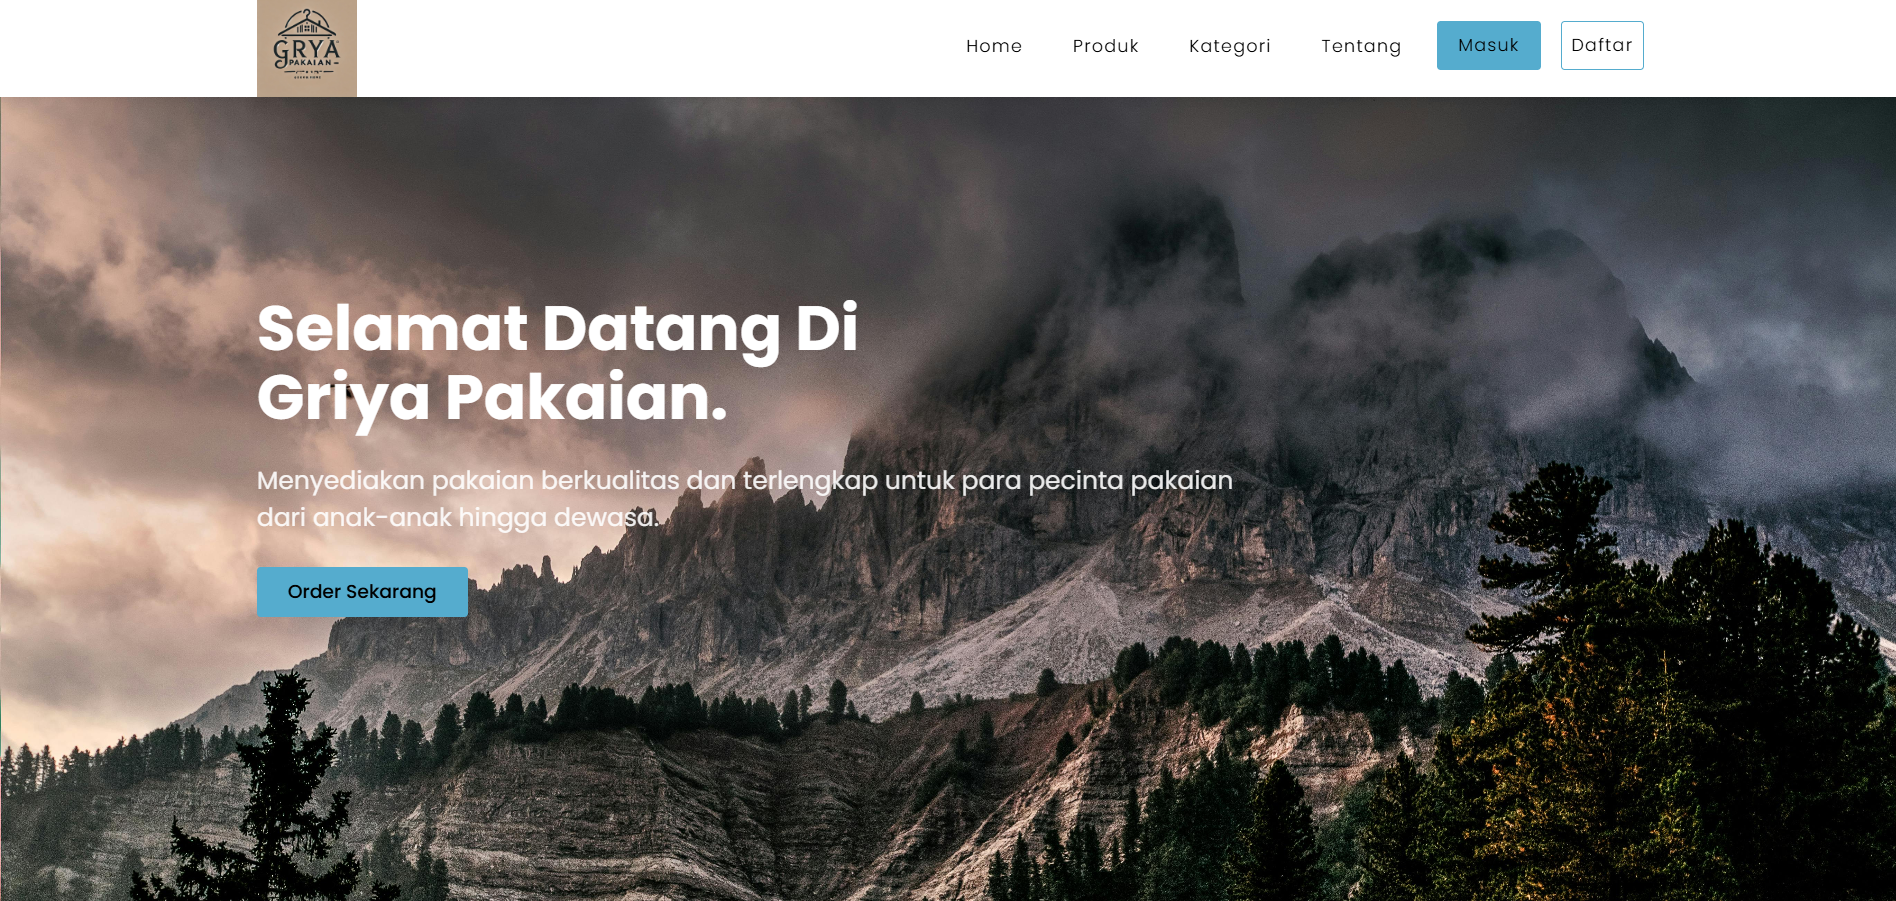 GRYA
PAKAIAN
Home
Produk
Kategori
Tentang
Masuk
Daftar
Selamat Datang Di
Griya Pakaian.
Menyediakan pakaian berkualitas dan terlengkap untuk para pecinta pakaian
dari anak-anak hingga dewasa.
Order Sekarang